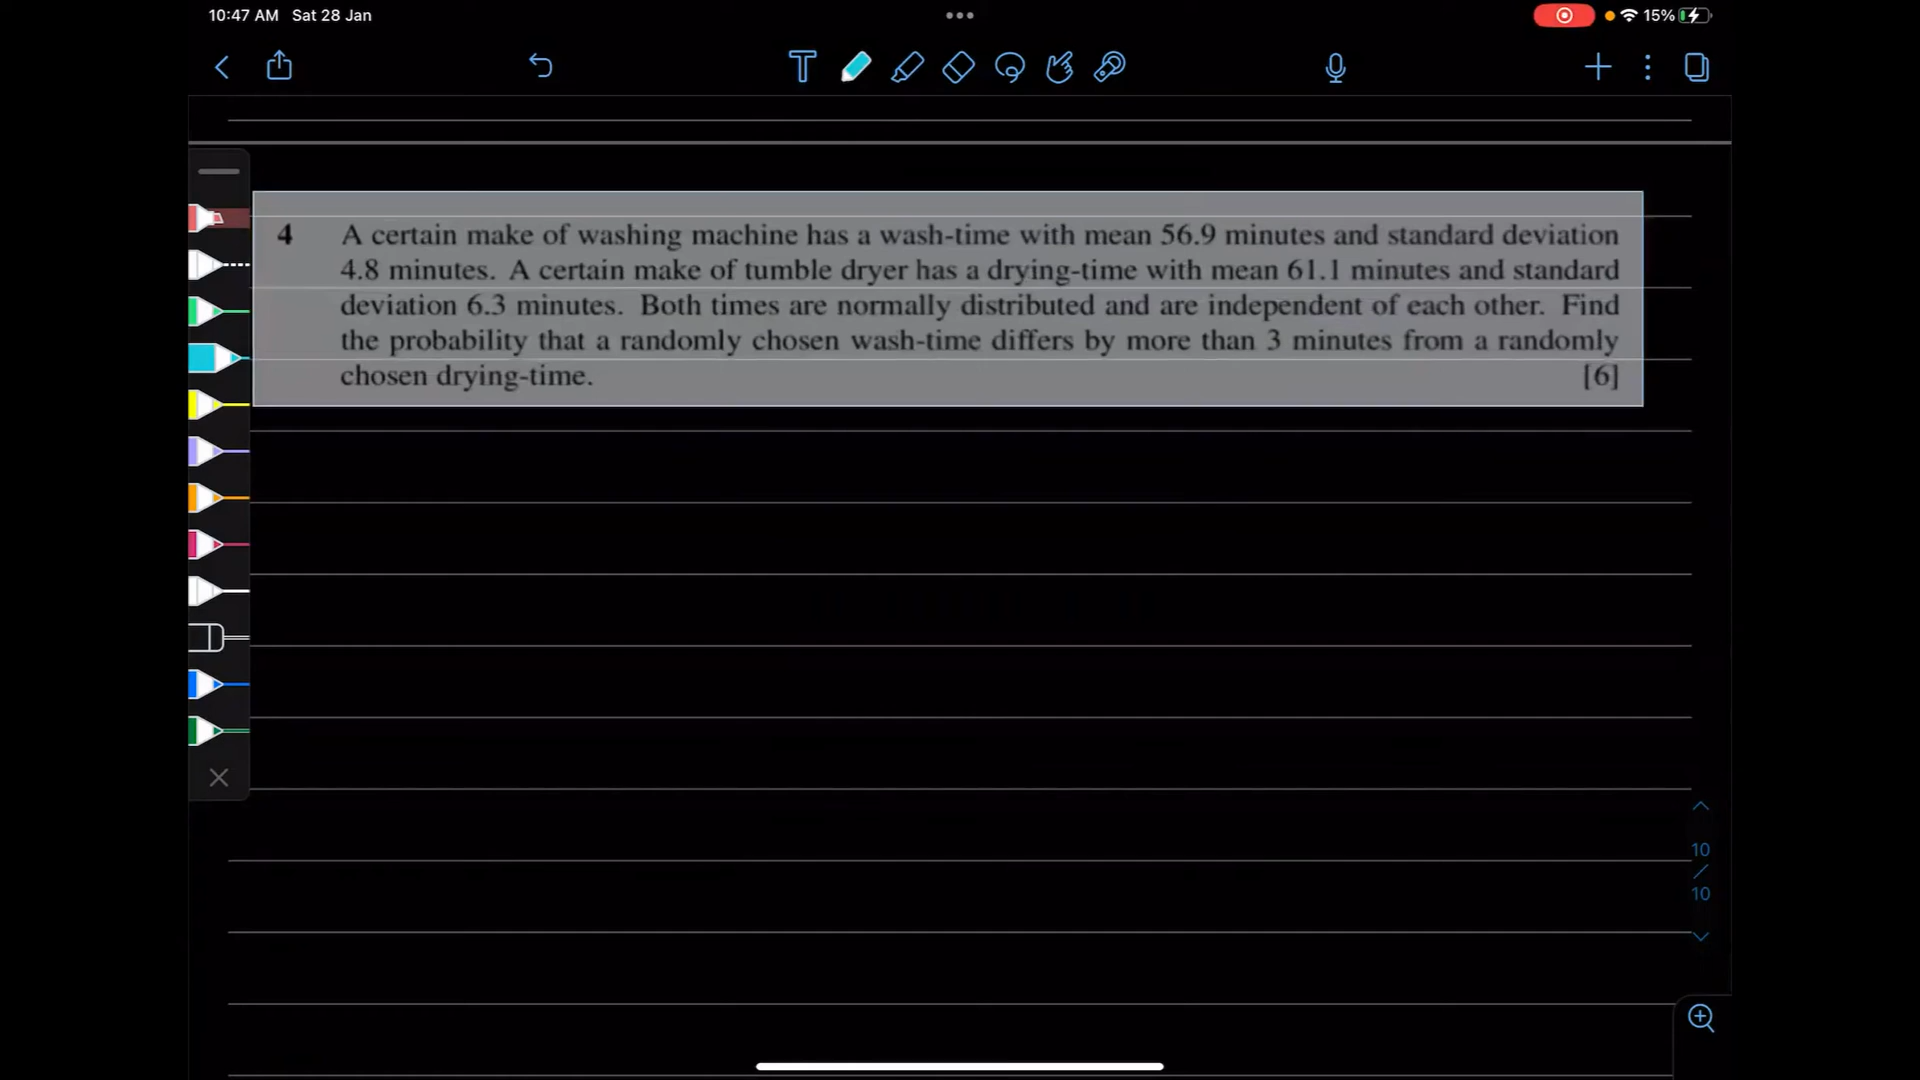 10:47 AM Sat 28 Jan
15%
4 A certain make of washing machine has a wash-time with mean 56.9 minutes and standard deviation
4.8 minutes. A certain make of tumble dryer has a drying-time with mean 61.1 minutes and standard
deviation 6.3 minutes. Both times are normally distributed and are independent of each other. Find
the probability that a randomly chosen wash-time differs by more than 3 minutes from a randomly
chosen drying-time. [6]
10
/
10